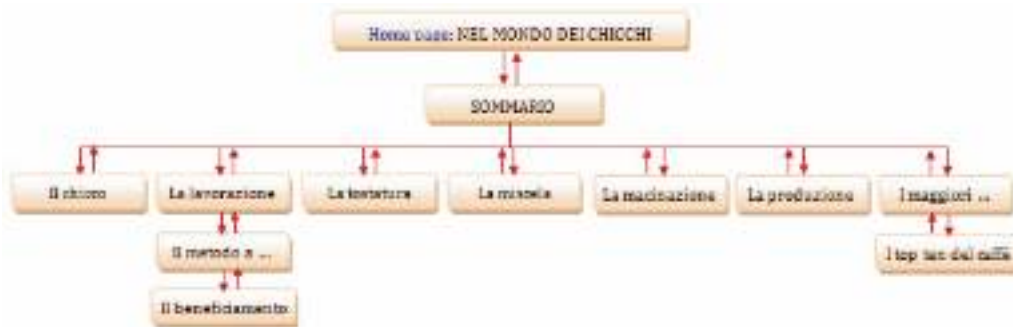 Home page: NEL MONDO DEI CHICCHI
SOMMARIO
Il chicco
La lavorazione
La tostatura
La miscela
La macinazione
La produzione
I maggiori ...
Il metodo a ...
I top ten del caffè
Il beneficiamento